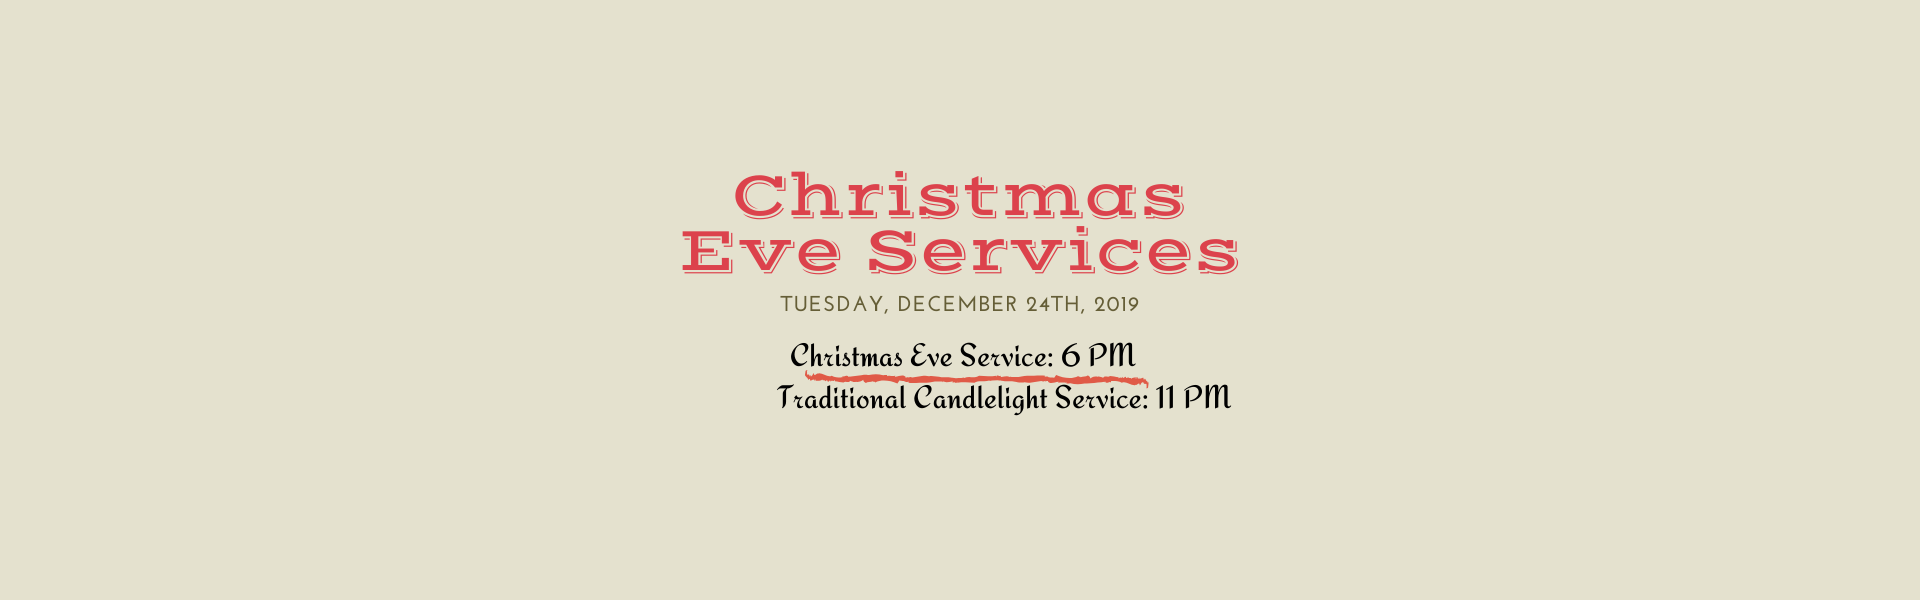 Christmas
Eve Services
TUESDAY, DECEMBER 24TH, 2019
Christmas Eve Service: 6 PM
Traditional Candlelight Service: 11 PM